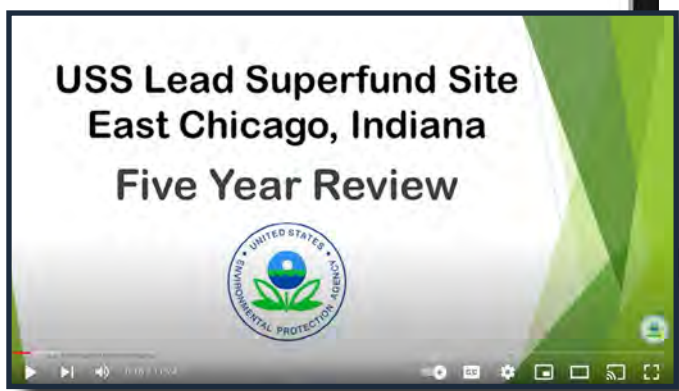 USS Lead Superfund Site
East Chicago, Indiana
Five Year Review
UNITED STATES
ENVIRONMENTAL PROTECTION AGENCY